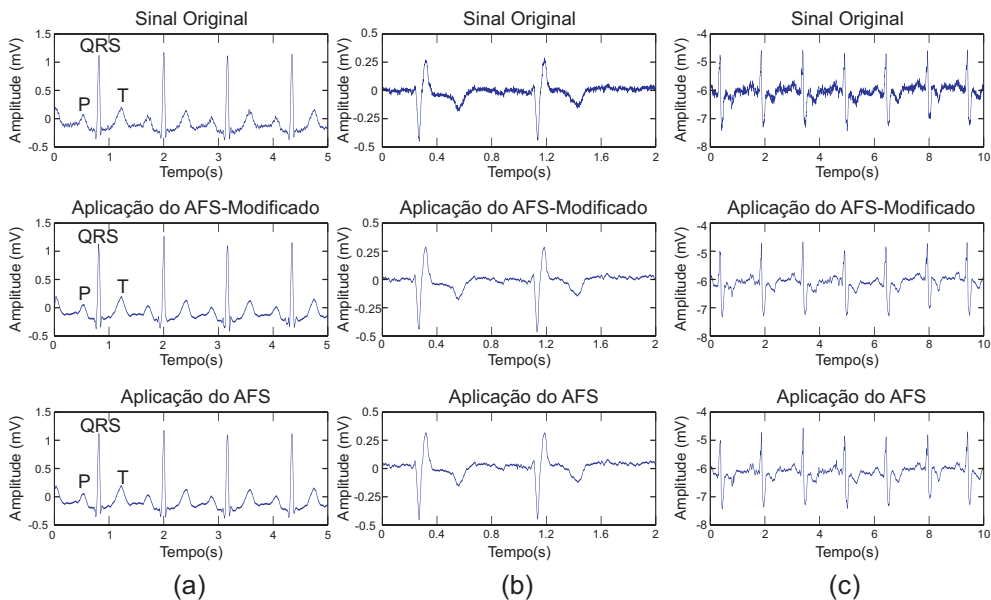 Sinal Original
Sinal Original
Sinal Original
Amplitude (mV)
1.5
1
0.5
0
-0.5
QRS
P
T
0
1
2
3
4
5
Tempo(s)
Amplitude (mV)
0.5
0.25
0
-0.25
-0.5
0
0.4
0.8
1.2
1.6
2
Tempo(s)
Amplitude (mV)
-4
-5
-6
-7
-8
0
2
4
6
8
10
Tempo(s)
Aplicação do AFS-Modificado
Aplicação do AFS-Modificado
Aplicação do AFS-Modificado
Amplitude (mV)
1.5
1
0.5
0
-0.5
QRS
P
T
0
1
2
3
4
5
Tempo(s)
Amplitude (mV)
0.5
0.25
0
-0.25
-0.5
0
0.4
0.8
1.2
1.6
2
Tempo(s)
Amplitude (mV)
-4
-5
-6
-7
-8
0
2
4
6
8
10
Tempo(s)
Aplicação do AFS
Aplicação do AFS
Aplicação do AFS
Amplitude (mV)
1.5
1
0.5
0
-0.5
QRS
P
T
0
1
2
3
4
5
Tempo(s)
Amplitude (mV)
0.5
0.25
0
-0.25
-0.5
0
0.4
0.8
1.2
1.6
2
Tempo(s)
Amplitude (mV)
-4
-5
-6
-7
-8
0
2
4
6
8
10
Tempo(s)
(a)
(b)
(c)